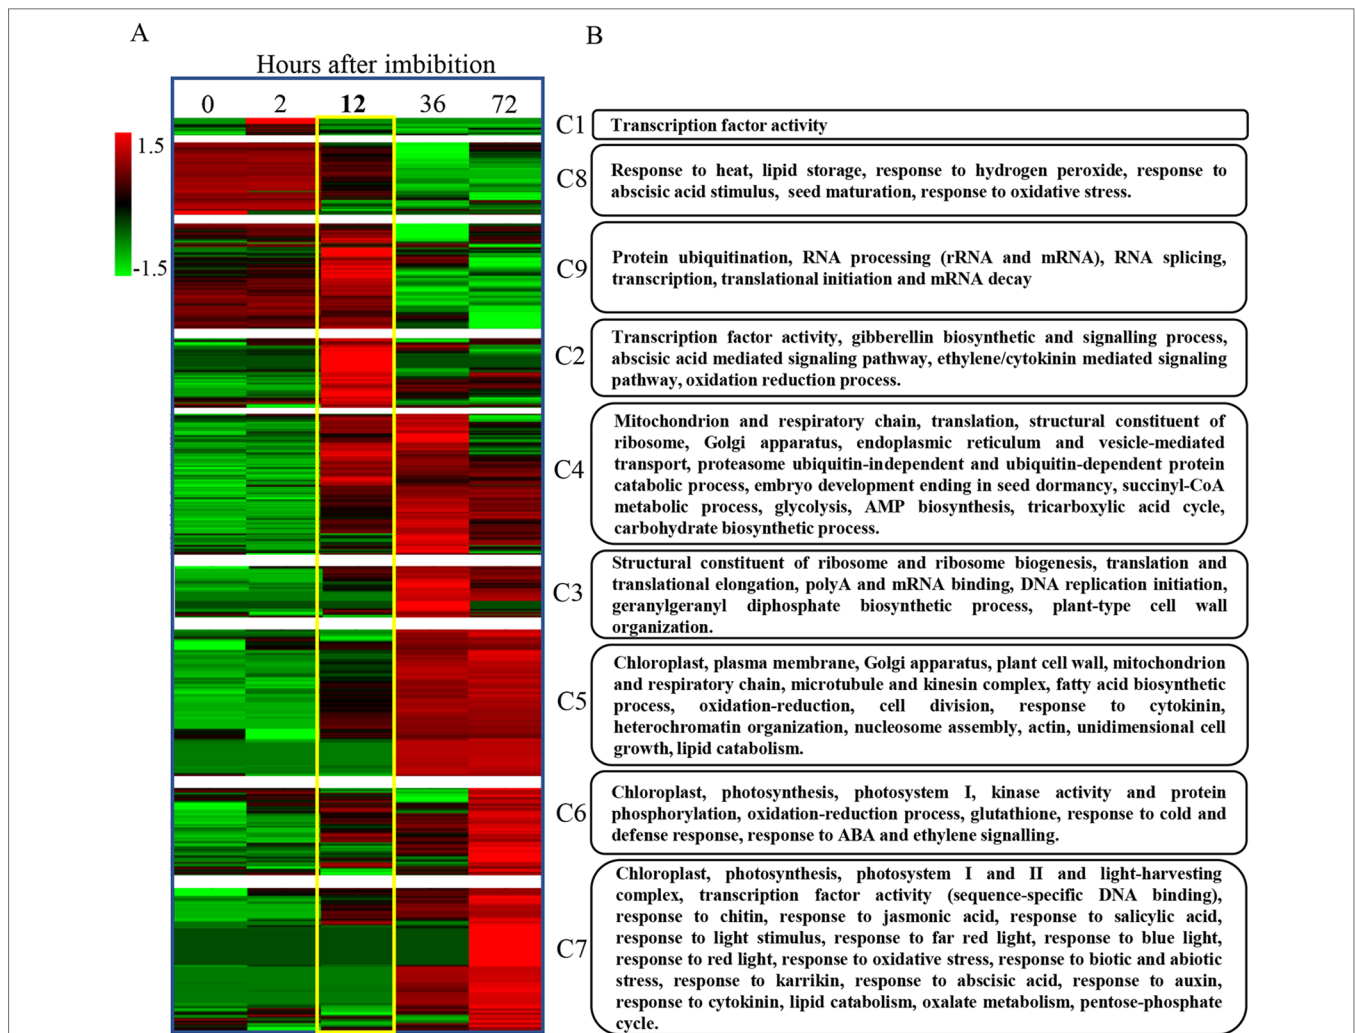 A
B
Hours after imbibition
0 2 12 36 72
1.5
-1.5
C1
Transcription factor activity
C8
Response to heat, lipid storage, response to hydrogen peroxide, response to
abscisic acid stimulus, seed maturation, response to oxidative stress.
C9
Protein ubiquitination, RNA processing (rRNA and mRNA), RNA splicing,
transcription, translational initiation and mRNA decay
C2
Transcription factor activity, gibberellin biosynthetic and signalling process,
abscisic acid mediated signaling pathway, ethylene/cytokinin mediated signaling
pathway, oxidation reduction process.
C4
Mitochondrion and respiratory chain, translation, structural constituent of
ribosome, Golgi apparatus, endoplasmic reticulum and vesicle-mediated
transport, proteasome ubiquitin-independent and ubiquitin-dependent protein
catabolic process, embryo development ending in seed dormancy, succinyl-CoA
metabolic process, glycolysis, AMP biosynthesis, tricarboxylic acid cycle,
carbohydrate biosynthetic process.
C3
Structural constituent of ribosome and ribosome biogenesis, translation and
translational elongation, polyA and mRNA binding, DNA replication initiation,
geranylgeranyl diphosphate biosynthetic process, plant-type cell wall
organization.
C5
Chloroplast, plasma membrane, Golgi apparatus, plant cell wall, mitochondrion
and respiratory chain, microtubule and kinesin complex, fatty acid biosynthetic
process, oxidation-reduction, cell division, response to cytokinin,
heterochromatin organization, nucleosome assembly, actin, unidimensional cell
growth, lipid catabolism.
C6
Chloroplast, photosynthesis, photosystem I, kinase activity and protein
phosphorylation, oxidation-reduction process, glutathione, response to cold and
defense response, response to ABA and ethylene signalling.
C7
Chloroplast, photosynthesis, photosystem I and II and light-harvesting
complex, transcription factor activity (sequence-specific DNA binding),
response to chitin, response to jasmonic acid, response to salicylic acid,
response to light stimulus, response to far red light, response to blue light,
response to red light, response to oxidative stress, response to biotic and abiotic
stress, response to karrikin, response to abscisic acid, response to auxin,
response to cytokinin, lipid catabolism, oxalate metabolism, pentose-phosphate
cycle.